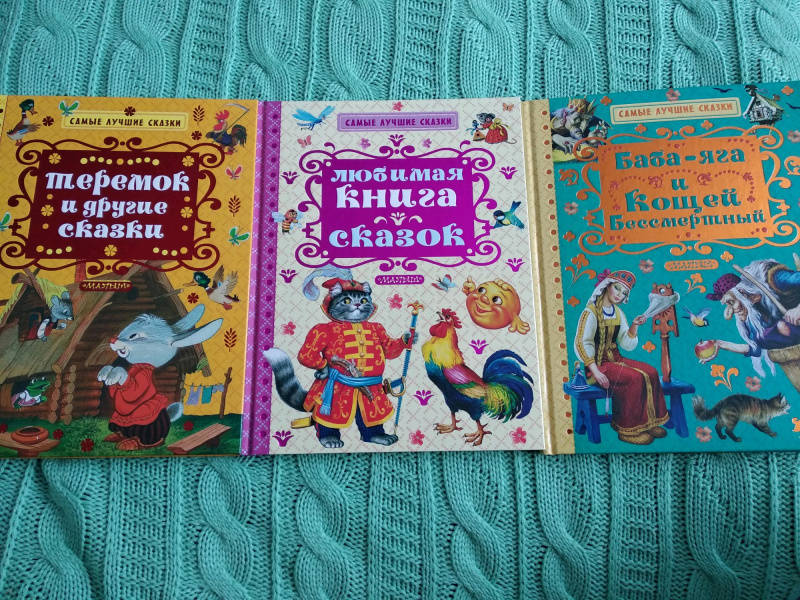 САМЫЕ ЛУЧШИЕ СКАЗКИ
Теремок
и другие
сказки
МАЛЫШ
САМЫЕ ЛУЧШИЕ СКАЗКИ
Любимая
книга
сказок
МАЛЫШ
САМЫЕ ЛУЧШИЕ СКАЗКИ
Баба-яга
и
Кощей
Бессмертный
МАЛЫШ